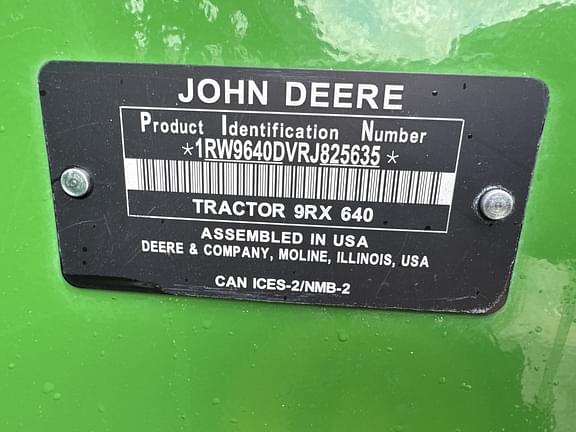 JOHN DEERE
Product Identification Number
*1RW9640DVRJ825635*
TRACTOR 9RX 640
ASSEMBLED IN USA
DEERE & COMPANY, MOLINE, ILLINOIS, USA
CAN ICES-2/NMB-2